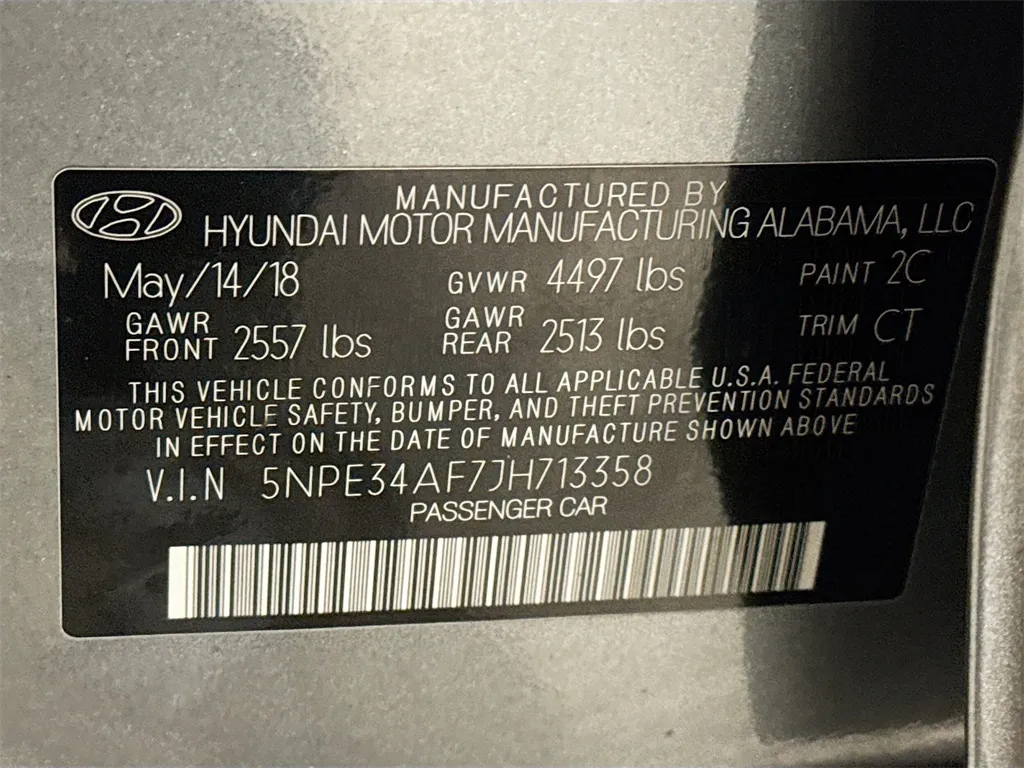 MANUFACTURED BY
HYUNDAI MOTOR MANUFACTURING ALABAMA, LLC
May/14/18 GVWR 4497 lbs PAINT 2C
GAWR FRONT 2557 lbs GAWR REAR 2513 lbs TRIM CT
THIS VEHICLE CONFORMS TO ALL APPLICABLE U.S.A. FEDERAL
MOTOR VEHICLE SAFETY, BUMPER, AND THEFT PREVENTION STANDARDS
IN EFFECT ON THE DATE OF MANUFACTURE SHOWN ABOVE
V.I.N 5NPE34AF7JH713358
PASSENGER CAR